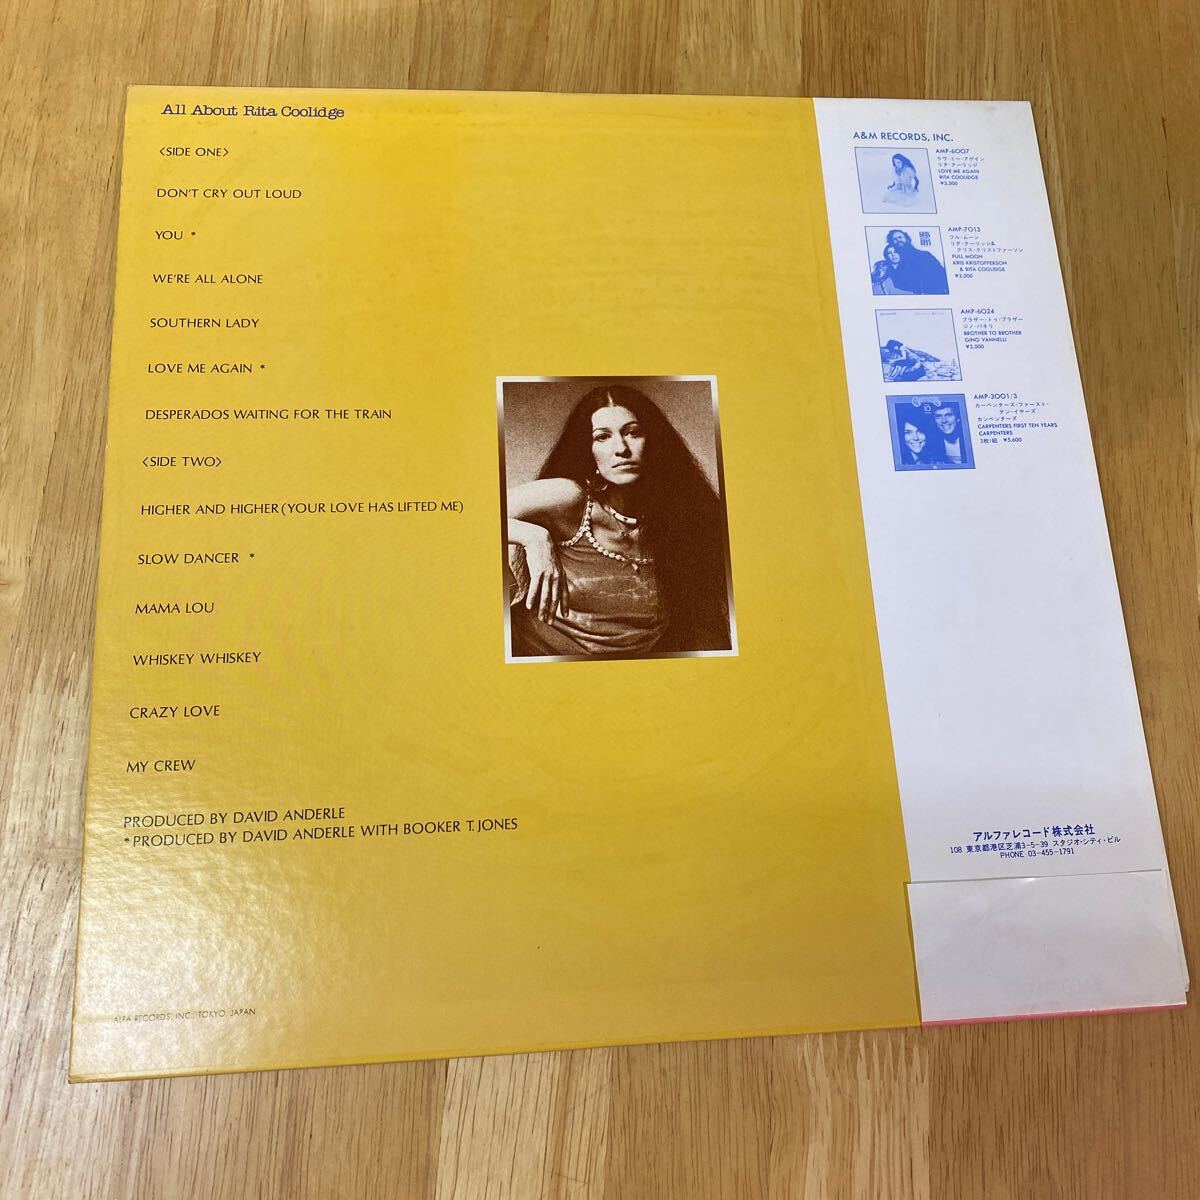 All About Rita Coolidge
〈SIDE ONE〉
DON'T CRY OUT LOUD
YOU *
WE'RE ALL ALONE
SOUTHERN LADY
LOVE ME AGAIN *
DESPERADOS WAITING FOR THE TRAIN
〈SIDE TWO〉
HIGHER AND HIGHER (YOUR LOVE HAS LIFTED ME)
SLOW DANCER *
MAMA LOU
WHISKEY WHISKEY
CRAZY LOVE
MY CREW
PRODUCED BY DAVID ANDERLE
*PRODUCED BY DAVID ANDERLE WITH BOOKER T. JONES
ALFA RECORDS, INC., TOKYO, JAPAN
A&M RECORDS, INC.
AMP-6007
ラヴ・ミー・アゲイン
リタ・クーリッジ
LOVE ME AGAIN
RITA COOLIDGE
¥2,500
AMP-7013
フル・ムーン
リタ・クーリッジ&
クリス・クリストファーソン
FULL MOON
KRIS KRISTOFFERSON
& RITA COOLIDGE
¥2,500
AMP-6024
ブラザー・トゥ・ブラザー
ジノ・バネリ
BROTHER TO BROTHER
GINO VANNELLI
¥2,500
AMP-3001/3
カーペンターズ・ファースト・
テン・イヤーズ
カーペンターズ
CARPENTERS FIRST TEN YEARS
CARPENTERS
3枚1組 ¥5,600
アルファレコード株式会社
108 東京都港区芝浦3-5-39 スタジオ・シティ・ビル
PHONE 03-455-1791